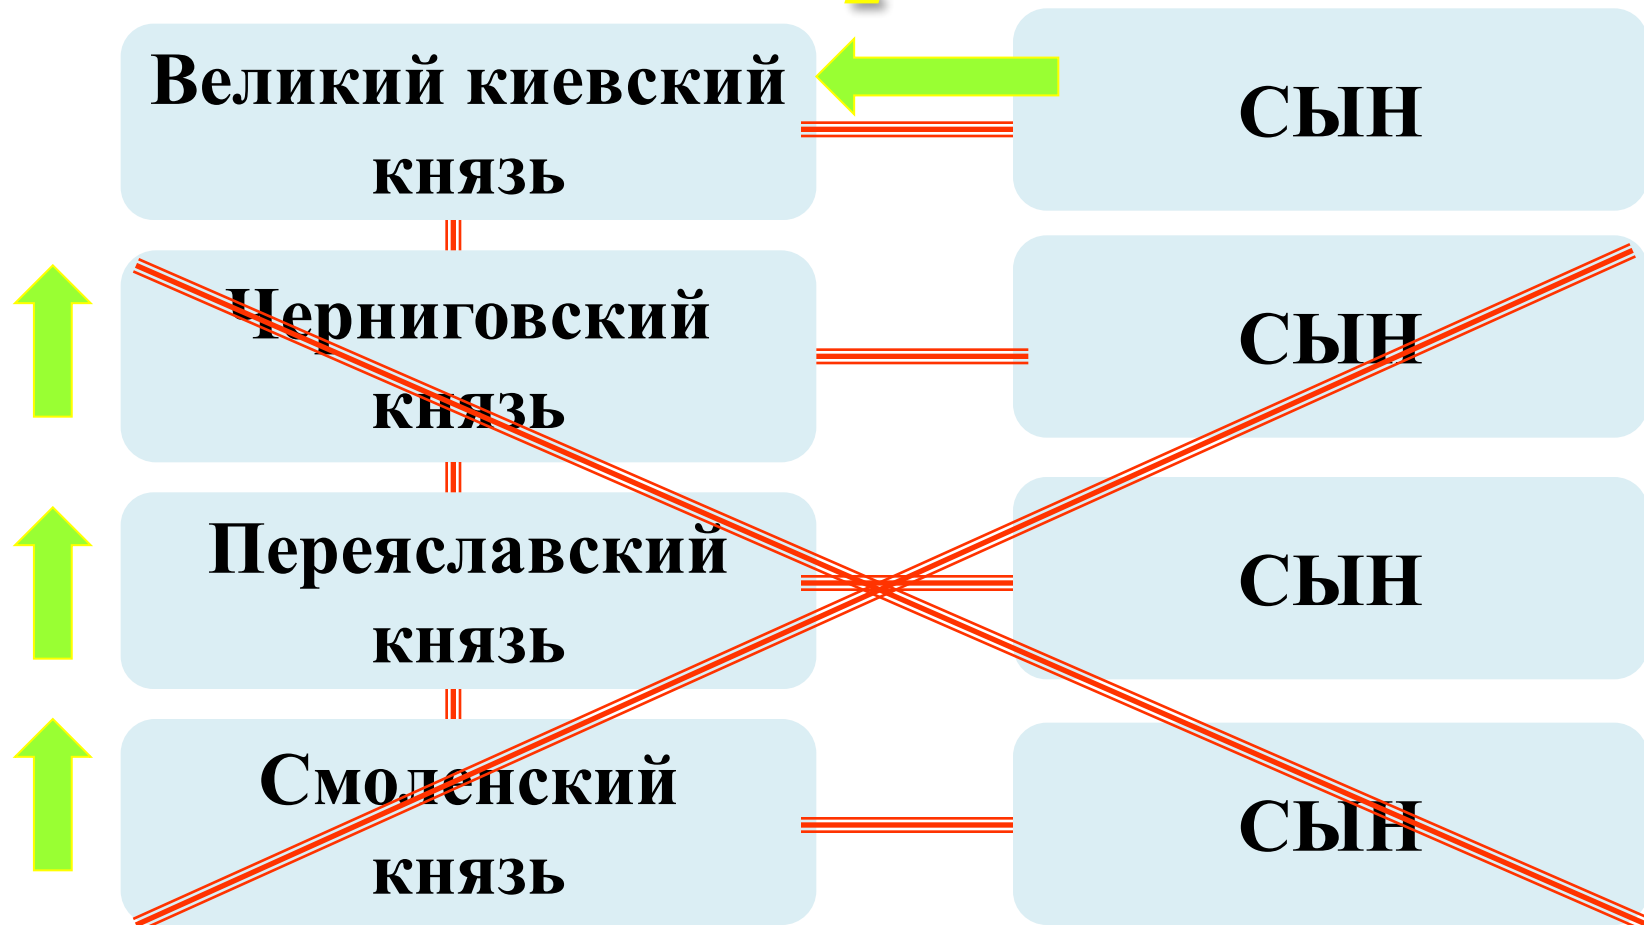 Великий киевский
князь
СЫН
Черниговский
князь
СЫН
Переяславский
князь
СЫН
Смоленский
князь
СЫН